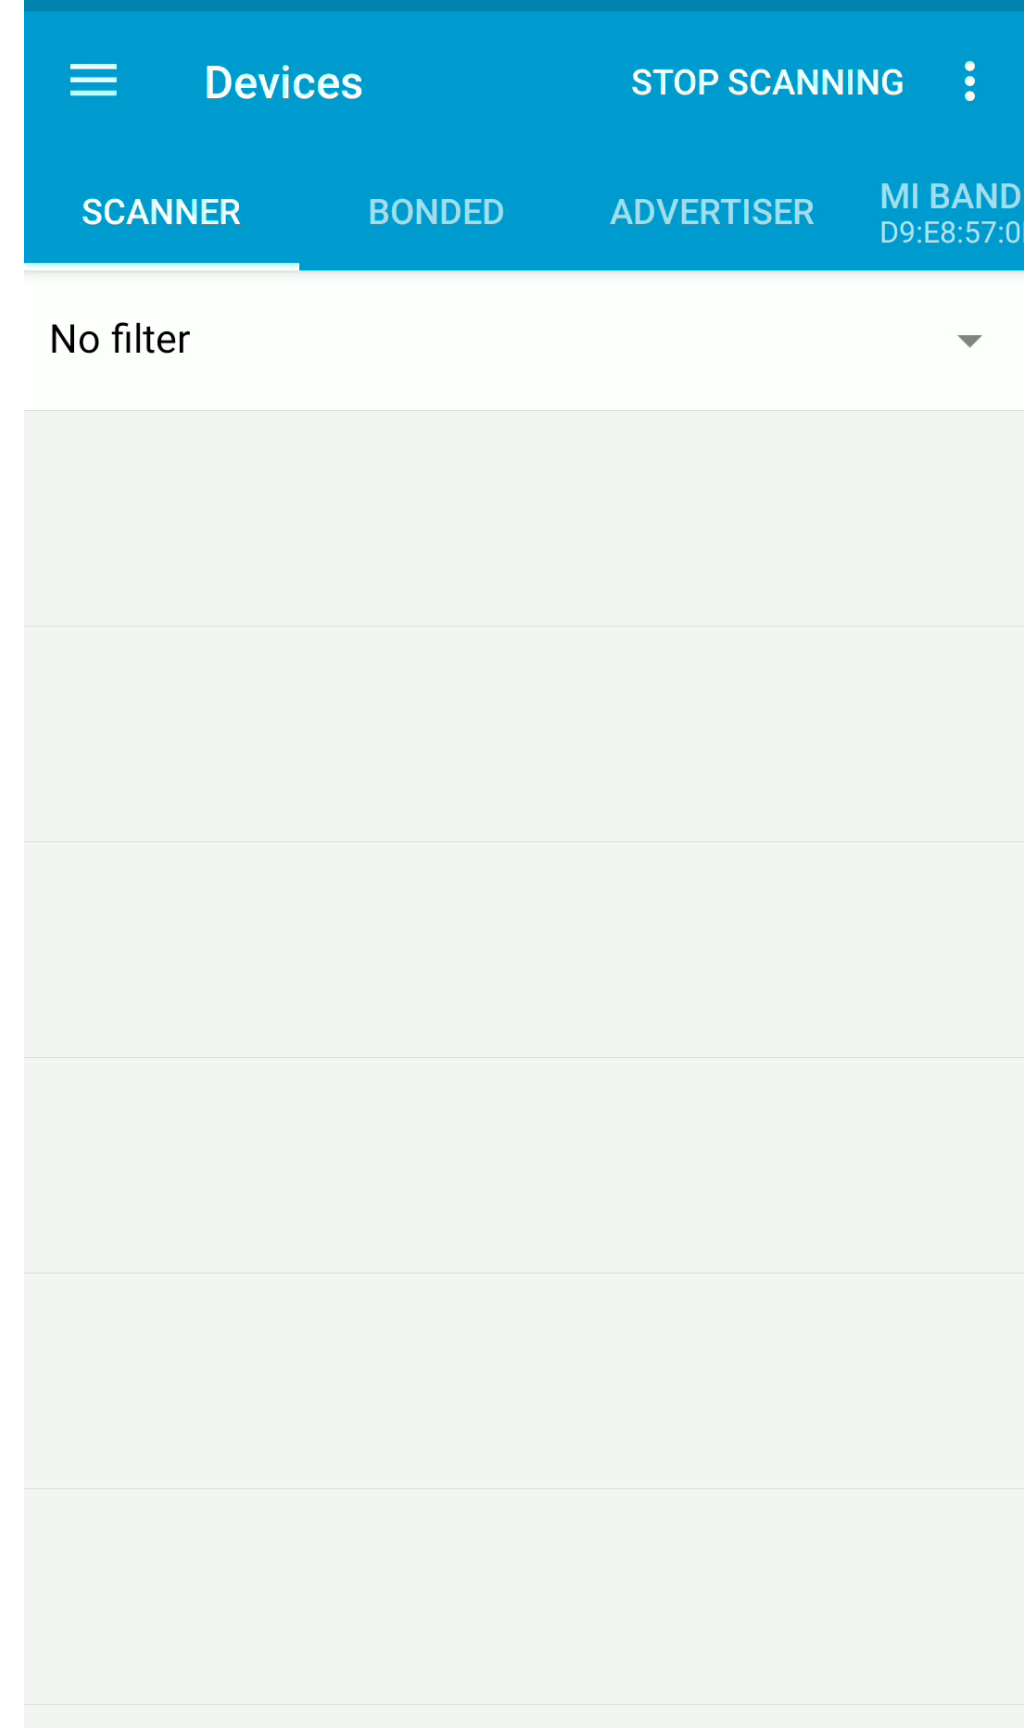 Devices
STOP SCANNING
SCANNER
BONDED
ADVERTISER
MI BAND
D9:E8:57:0
No filter